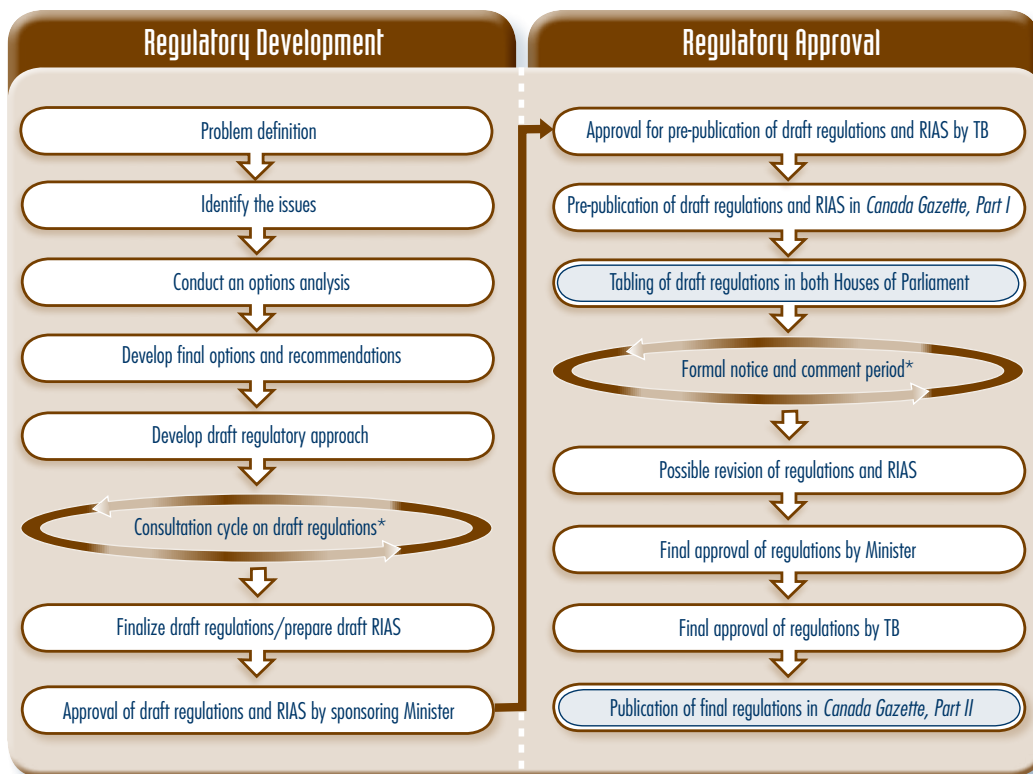 Regulatory Development
Problem definition
Identify the issues
Conduct an options analysis
Develop final options and recommendations
Develop draft regulatory approach
Consultation cycle on draft regulations*
Finalize draft regulations/prepare draft RIAS
Approval of draft regulations and RIAS by sponsoring Minister
Regulatory Approval
Approval for pre-publication of draft regulations and RIAS by TB
Pre-publication of draft regulations and RIAS in Canada Gazette, Part I
Tabling of draft regulations in both Houses of Parliament
Formal notice and comment period*
Possible revision of regulations and RIAS
Final approval of regulations by Minister
Final approval of regulations by TB
Publication of final regulations in Canada Gazette, Part II